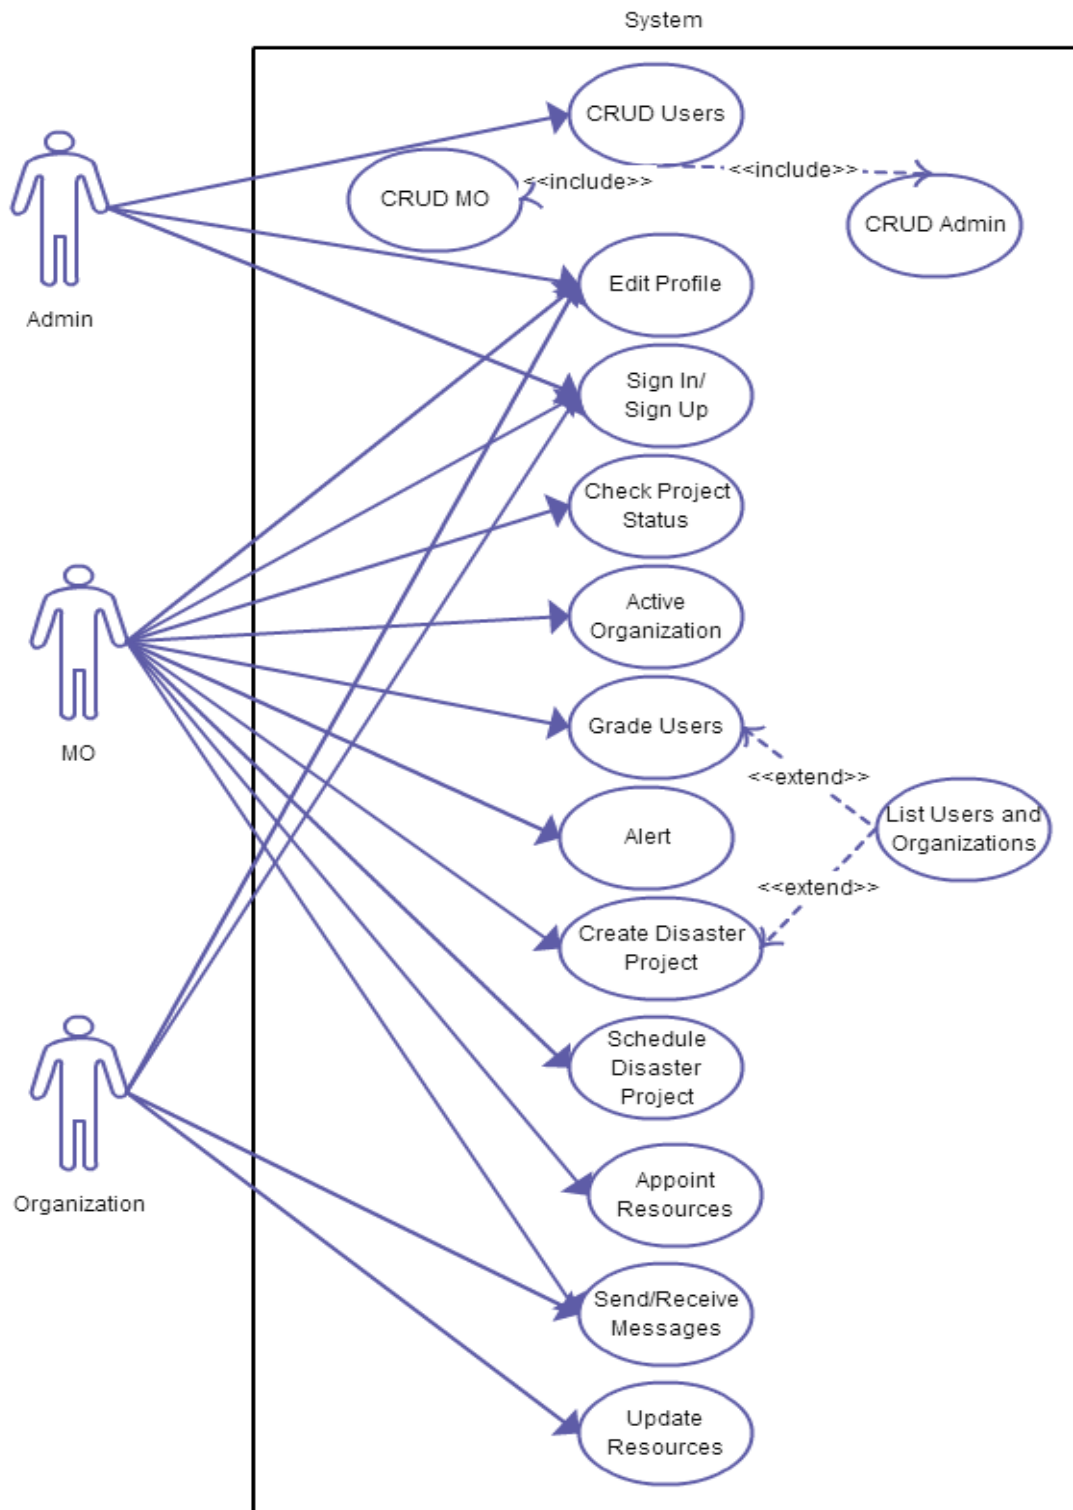 System
CRUD Users
<<include>>
<<include>>
CRUD MO
CRUD Admin
Admin
Edit Profile
Sign In/
Sign Up
Check Project
Status
Active
Organization
MO
Grade Users
<<extend>>
List Users and
Organizations
Alert
<<extend>>
Create Disaster
Project
Schedule
Disaster
Project
Organization
Appoint
Resources
Send/Receive
Messages
Update
Resources